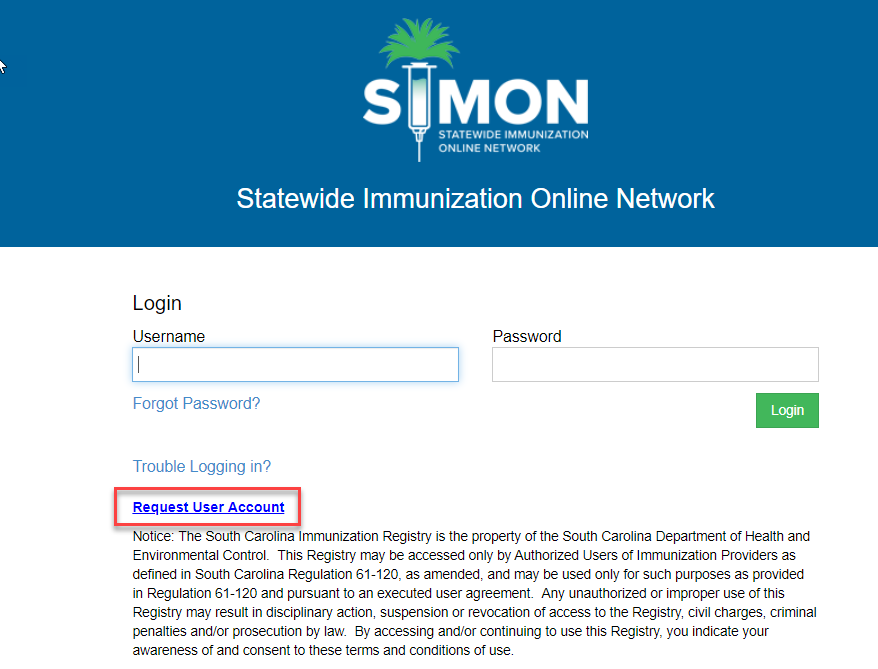 SIMON
STATEWIDE IMMUNIZATION
ONLINE NETWORK
Statewide Immunization Online Network
Login
Username
Password
Forgot Password?
Login
Trouble Logging in?
Request User Account
Notice: The South Carolina Immunization Registry is the property of the South Carolina Department of Health and
Environmental Control.  This Registry may be accessed only by Authorized Users of Immunization Providers as
defined in South Carolina Regulation 61-120, as amended, and may be used only for such purposes as provided
in Regulation 61-120 and pursuant to an executed user agreement.  Any unauthorized or improper use of this
Registry may result in disciplinary action, suspension or revocation of access to the Registry, civil charges, criminal
penalties and/or prosecution by law.  By accessing and/or continuing to use this Registry, you indicate your
awareness of and consent to these terms and conditions of use.